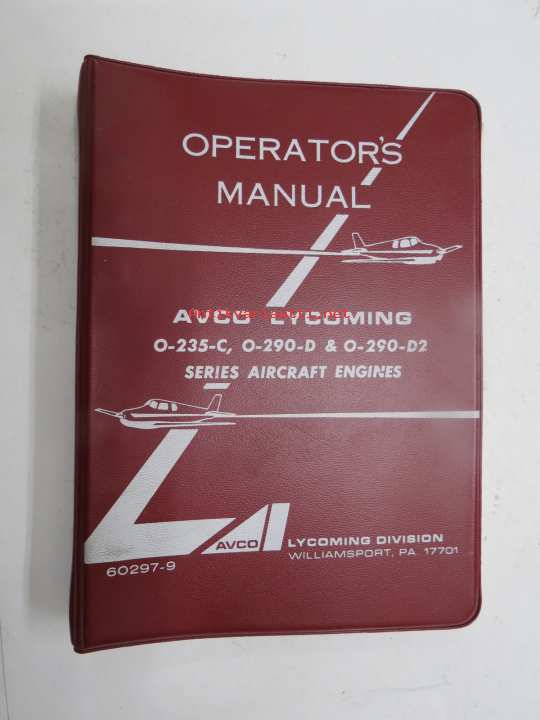 OPERATOR'S
MANUAL
AVCO LYCOMING
O-235-C, O-290-D & O-290-D2
SERIES AIRCRAFT ENGINES
AVCO LYCOMING DIVISION
WILLIAMSPORT, PA. 17701
60297-9